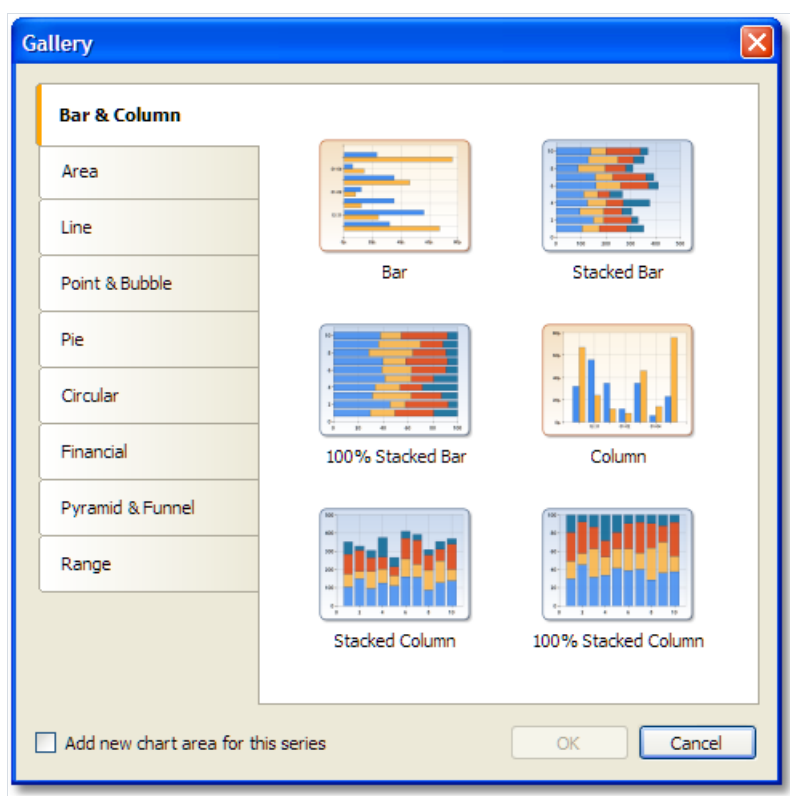 Gallery
Bar & Column
Area
Line
Point & Bubble
Pie
Circular
Financial
Pyramid & Funnel
Range
Bar
Stacked Bar
100% Stacked Bar
Column
Stacked Column
100% Stacked Column
Add new chart area for this series
OK
Cancel